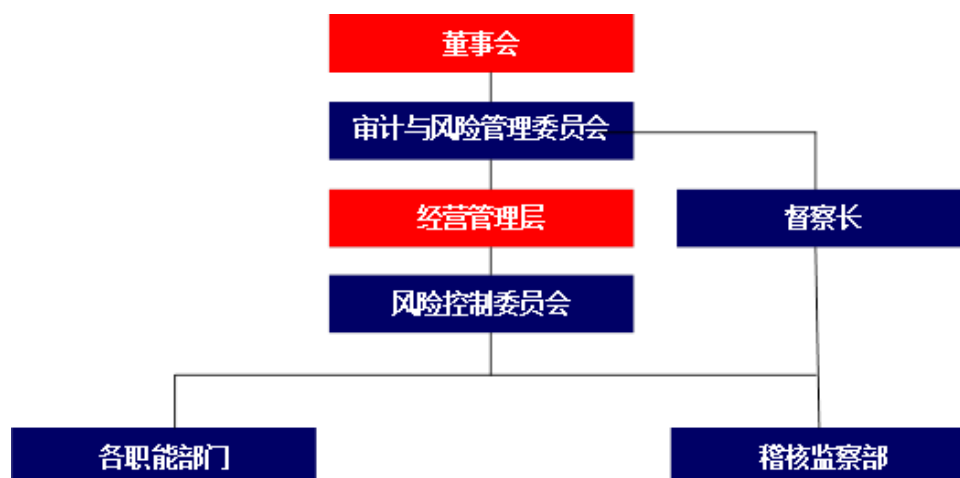 董事会
审计与风险管理委员会
经营管理层
督察长
风险控制委员会
各职能部门
稽核监察部